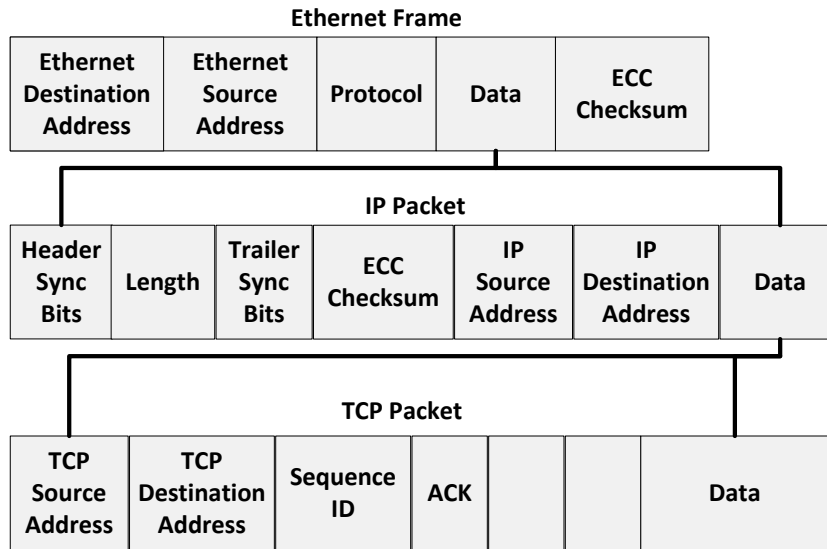 Ethernet Frame
Ethernet
Destination
Address
Ethernet
Source
Address
Protocol
Data
ECC
Checksum
IP Packet
Header
Sync
Bits
Length
Trailer
Sync
Bits
ECC
Checksum
IP
Source
Address
IP
Destination
Address
Data
TCP Packet
TCP
Source
Address
TCP
Destination
Address
Sequence
ID
ACK
Data